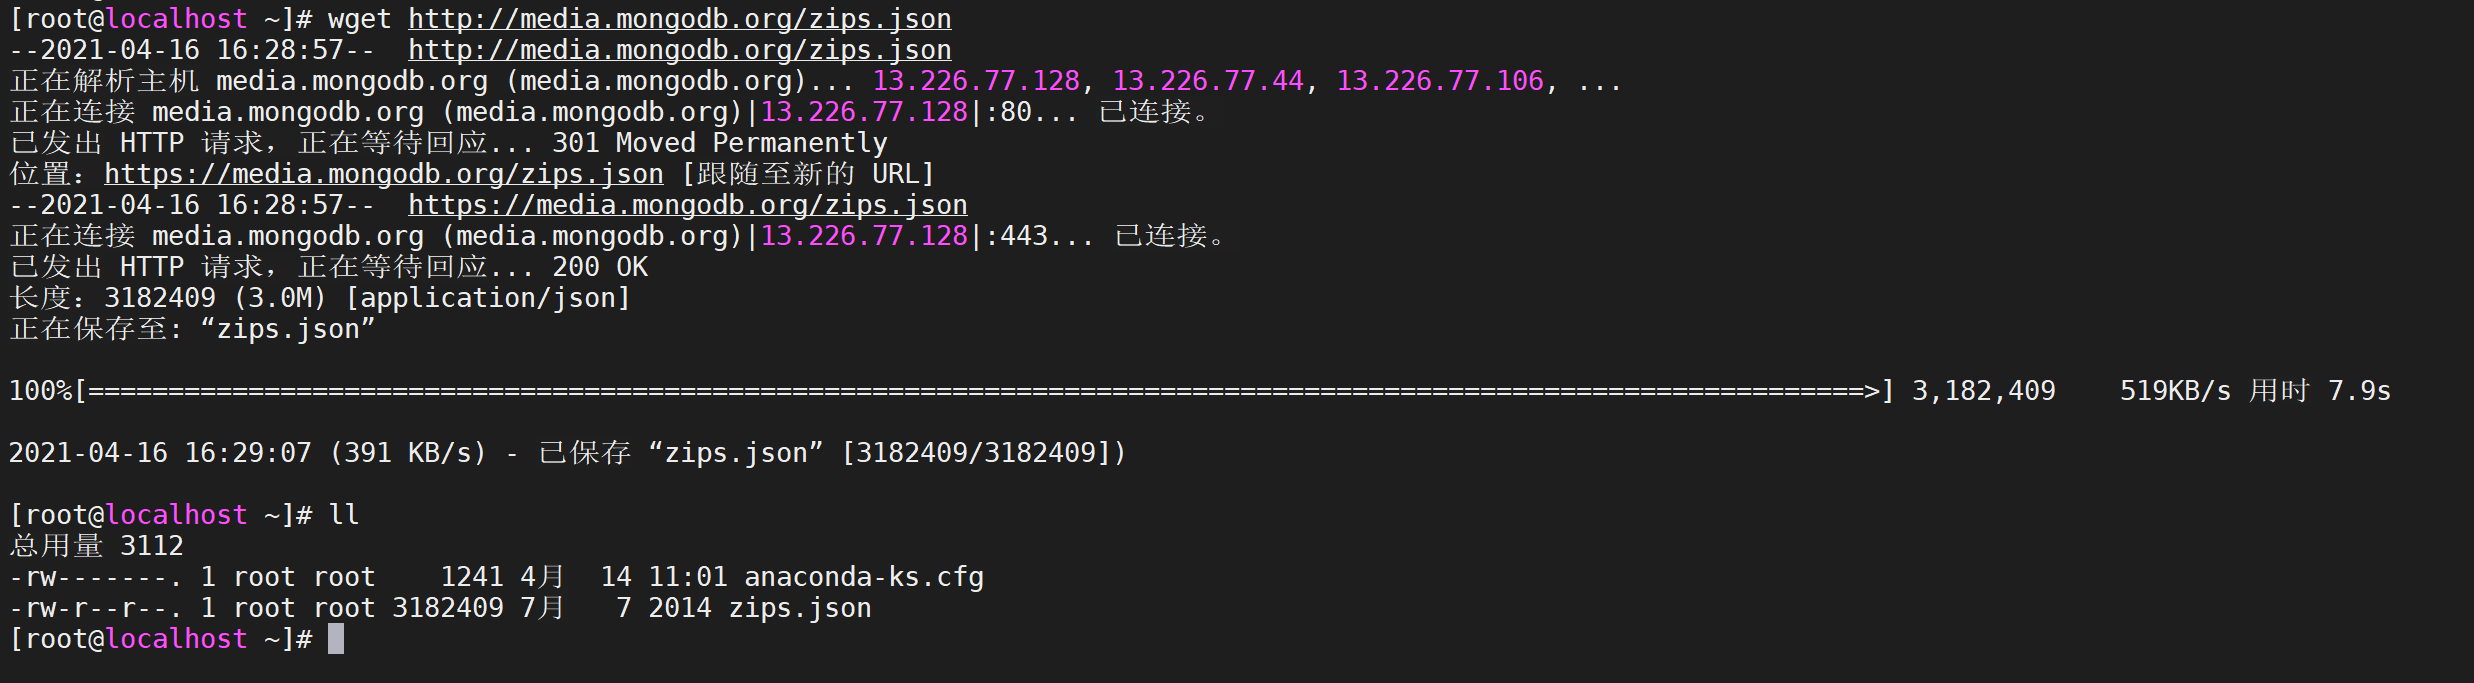 [root@localhost ~]# wget http://media.mongodb.org/zips.json
--2021-04-16 16:28:57--  http://media.mongodb.org/zips.json
正在解析主机 media.mongodb.org (media.mongodb.org)... 13.226.77.128, 13.226.77.44, 13.226.77.106, ...
正在连接 media.mongodb.org (media.mongodb.org)|13.226.77.128|:80... 已连接。
已发出 HTTP 请求，正在等待回应... 301 Moved Permanently
位置：https://media.mongodb.org/zips.json [跟随至新的 URL]
--2021-04-16 16:28:57--  https://media.mongodb.org/zips.json
正在连接 media.mongodb.org (media.mongodb.org)|13.226.77.128|:443... 已连接。
已发出 HTTP 请求，正在等待回应... 200 OK
长度：3182409 (3.0M) [application/json]
正在保存至: “zips.json”
100%[===============================================================================================================>] 3,182,409    519KB/s 用时 7.9s
2021-04-16 16:29:07 (391 KB/s) - 已保存 “zips.json” [3182409/3182409])
[root@localhost ~]# ll
总用量 3112
-rw-------. 1 root root    1241 4月  14 11:01 anaconda-ks.cfg
-rw-r--r--. 1 root root 3182409 7月   7 2014 zips.json
[root@localhost ~]#